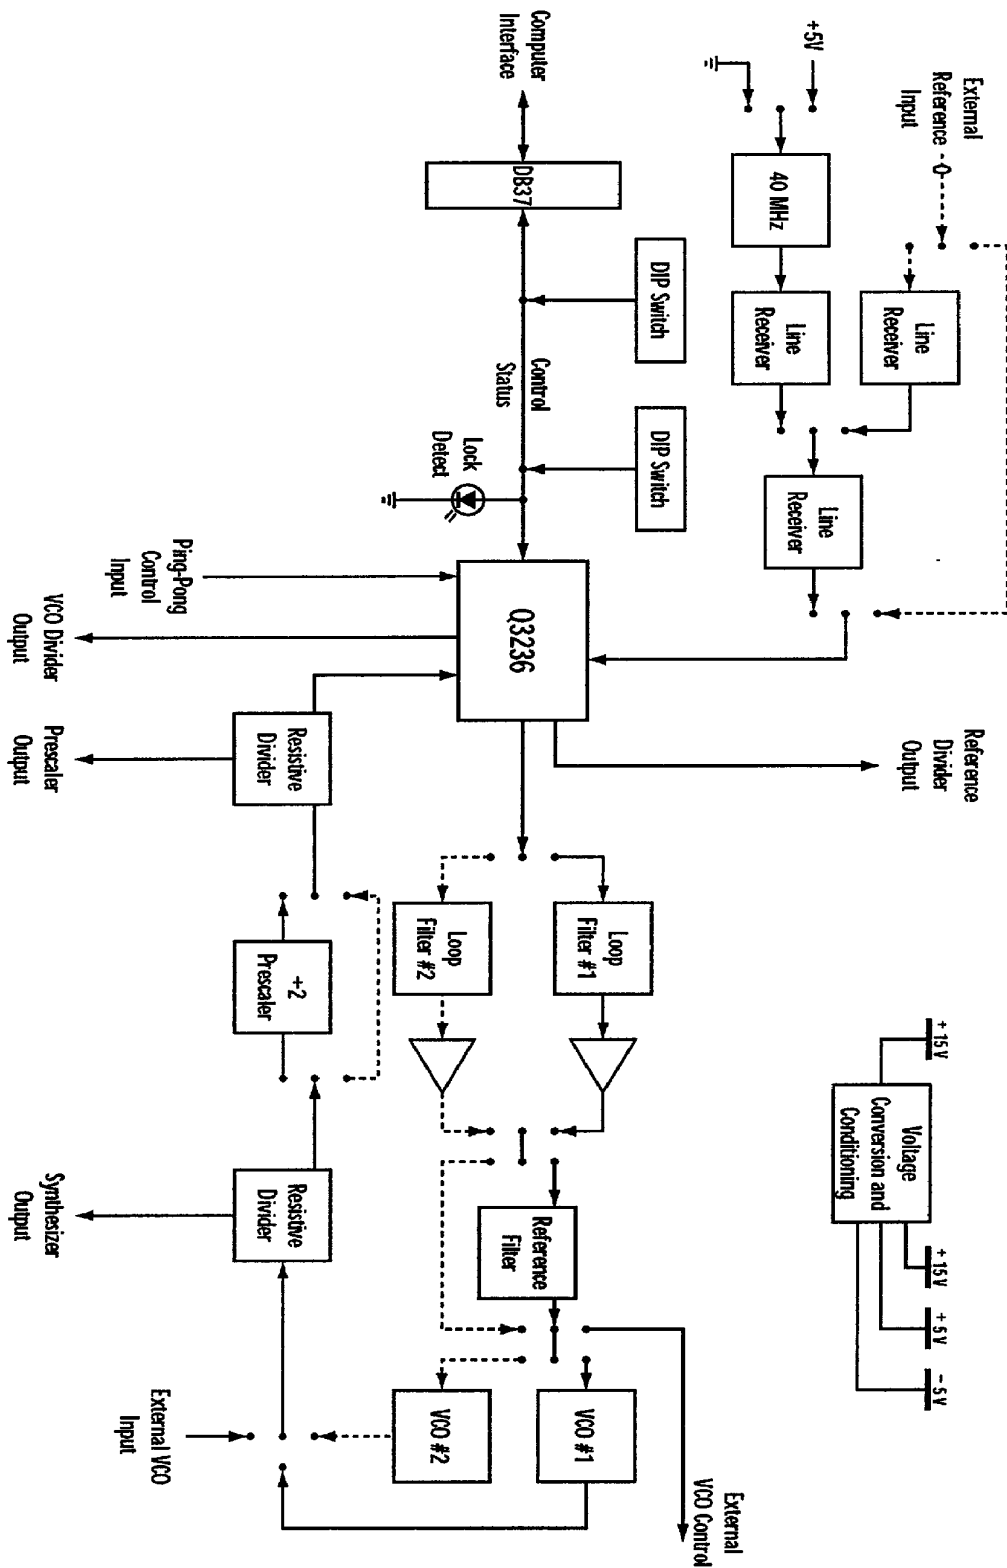 External
Reference
Input
+5V
40 MHz
Line
Receiver
Line
Receiver
Line
Receiver
Computer
Interface
DB37
DIP Switch
DIP Switch
Control
Status
Lock
Detect
Q3236
Ping-Pong
Control
Input
VCO Divider
Output
Reference
Divider
Output
Resistive
Divider
Prescaler
Output
Loop
Filter #1
Loop
Filter #2
÷2
Prescaler
Resistive
Divider
Synthesizer
Output
Reference
Filter
VCO #1
VCO #2
External VCO
Input
External
VCO Control
+ 15 V
Voltage
Conversion and
Conditioning
+ 15 V
+ 5 V
- 5 V